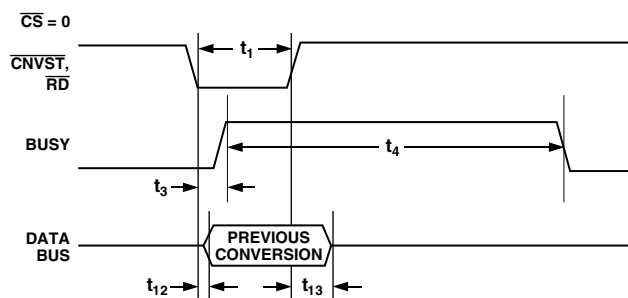 CS = 0
CNVST,
RD
t1
BUSY
t4
t3
DATA
BUS
PREVIOUS
CONVERSION
t12
t13